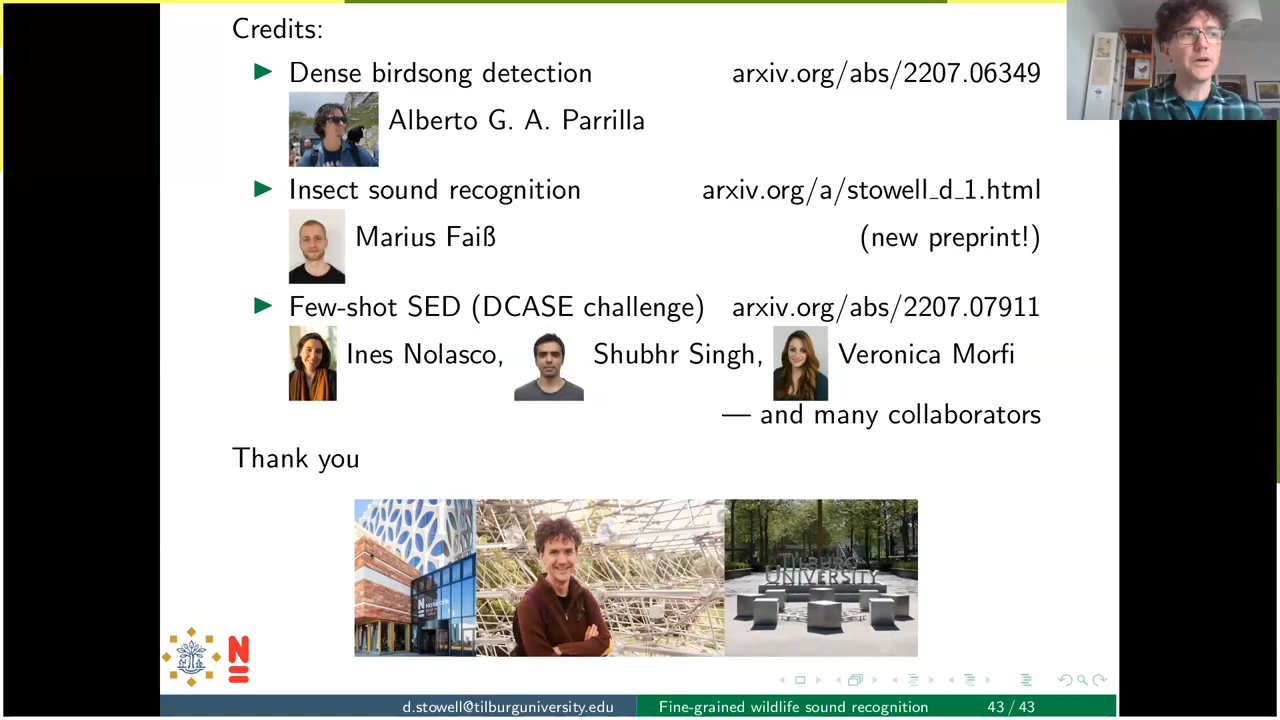 Credits:
Dense birdsong detection arxiv.org/abs/2207.06349
Alberto G. A. Parrilla
Insect sound recognition arxiv.org/a/stowell_d_1.html
Marius Faiß (new preprint!)
Few-shot SED (DCASE challenge) arxiv.org/abs/2207.07911
Ines Nolasco, Shubhr Singh, Veronica Morfi
— and many collaborators
Thank you
TILBURG
UNIVERSITY
N
d.stowell@tilburguniversity.edu Fine-grained wildlife sound recognition 43 / 43